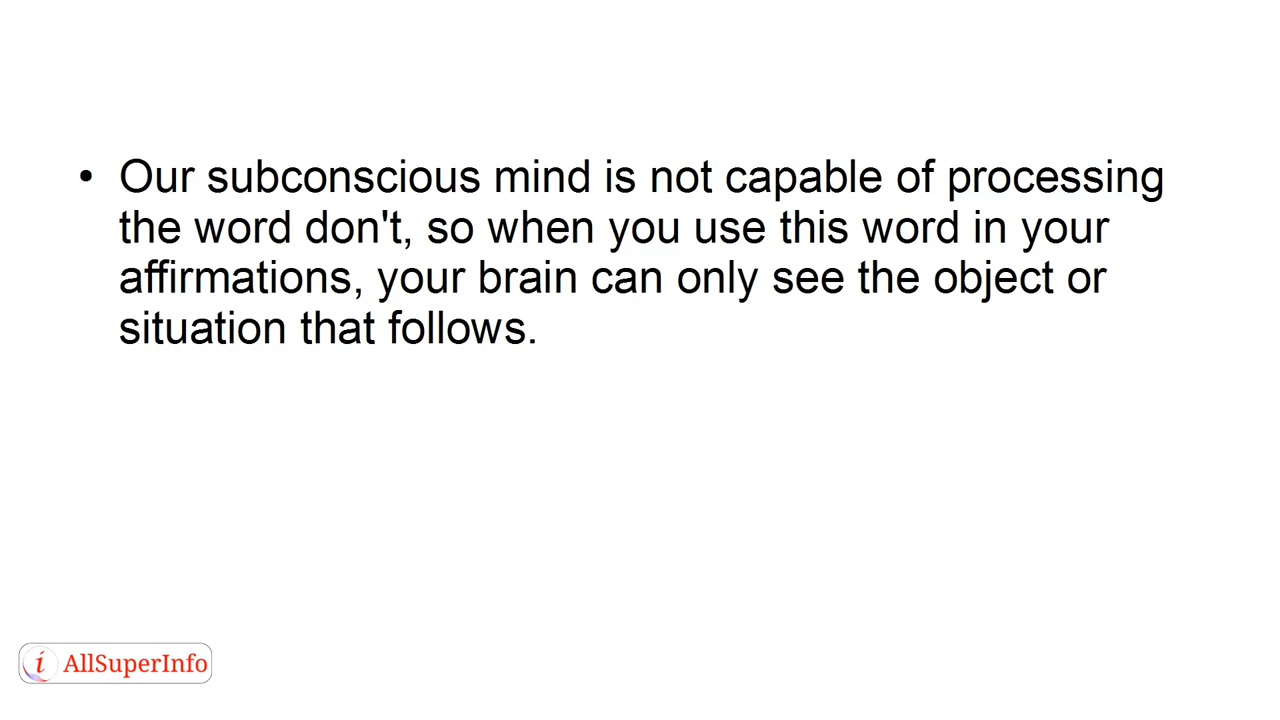 • Our subconscious mind is not capable of processing
the word don't, so when you use this word in your
affirmations, your brain can only see the object or
situation that follows.
i AllSuperInfo